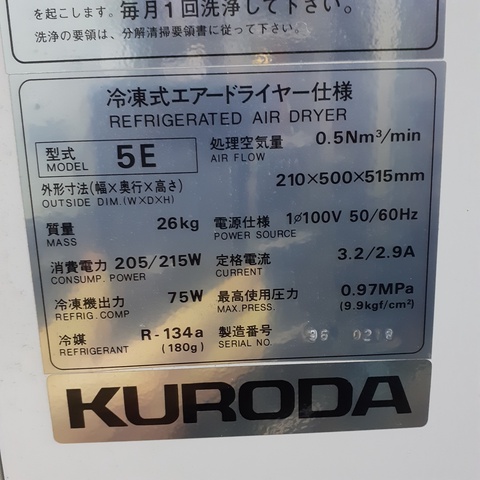 を起こします。毎月1回洗浄して下さい。
洗浄の要領は、分解清掃要領書に従って下さい。
冷凍式エアードライヤー仕様
REFRIGERATED AIR DRYER
型式 MODEL 5E
処理空気量 AIR FLOW 0.5Nm³/min
外形寸法(幅×奥行×高さ) OUTSIDE DIM.(W×D×H) 210×500×515mm
質量 MASS 26kg
電源仕様 POWER SOURCE 1ø100V 50/60Hz
消費電力 CONSUMP. POWER 205/215W
定格電流 CURRENT 3.2/2.9A
冷凍機出力 REFRIG. COMP 75W
最高使用圧力 MAX.PRESS. 0.97MPa (9.9kgf/cm²)
冷媒 REFRIGERANT R-134a (180g)
製造番号 SERIAL NO.
KURODA